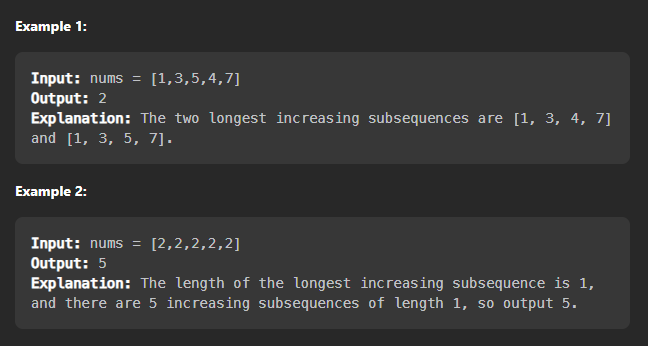 Example 1:
Input: nums = [1,3,5,4,7]
Output: 2
Explanation: The two longest increasing subsequences are [1, 3, 4, 7]
and [1, 3, 5, 7].
Example 2:
Input: nums = [2,2,2,2,2]
Output: 5
Explanation: The length of the longest increasing subsequence is 1,
and there are 5 increasing subsequences of length 1, so output 5.